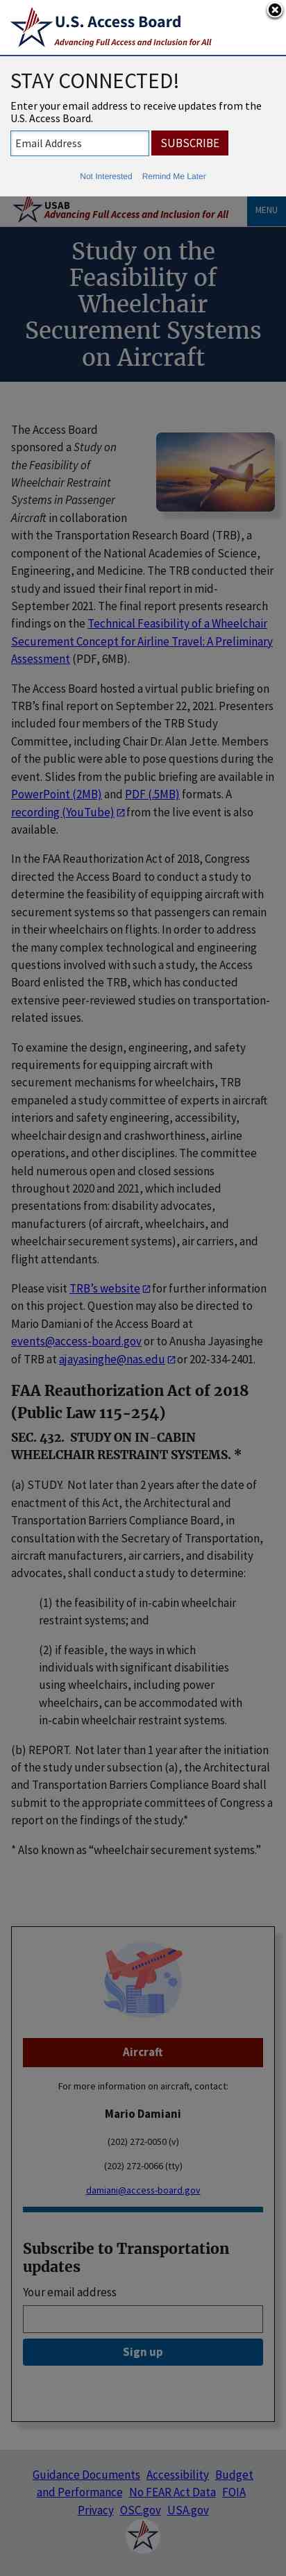 U.S. Access Board
Advancing Full Access and Inclusion for All
STAY CONNECTED!
Enter your email address to receive updates from the
U.S. Access Board.
Email Address
SUBSCRIBE
Not Interested Remind Me Later
USAB
Advancing Full Access and Inclusion for All
MENU
Study on the
Feasibility of
Wheelchair
Securement Systems
on Aircraft
The Access Board
sponsored a Study on
the Feasibility of
Wheelchair Restraint
Systems in Passenger
Aircraft in collaboration
with the Transportation Research Board (TRB), a
component of the National Academies of Science,
Engineering, and Medicine. The TRB conducted their
study and issued their final report in mid-
September 2021. The final report presents research
findings on the Technical Feasibility of a Wheelchair
Securement Concept for Airline Travel: A Preliminary
Assessment (PDF, 6MB).
The Access Board hosted a virtual public briefing on
TRB’s final report on September 22, 2021. Presenters
included four members of the TRB Study
Committee, including Chair Dr. Alan Jette. Members
of the public were able to pose questions during the
event. Slides from the public briefing are available in
PowerPoint (2MB) and PDF (.5MB) formats. A
recording (YouTube) from the live event is also
available.
In the FAA Reauthorization Act of 2018, Congress
directed the Access Board to conduct a study to
determine the feasibility of equipping aircraft with
securement systems so that passengers can remain
in their wheelchairs on flights. In order to address
the many complex technological and engineering
questions involved with such a study, the Access
Board enlisted the TRB, which has conducted
extensive peer-reviewed studies on transportation-
related issues.
To examine the design, engineering, and safety
requirements for equipping aircraft with
securement mechanisms for wheelchairs, TRB
empaneled a study committee of experts in aircraft
interiors and safety engineering, accessibility,
wheelchair design and crashworthiness, airline
operations, and other disciplines. The committee
held numerous open and closed sessions
throughout 2020 and 2021, which included
presentations from: disability advocates,
manufacturers (of aircraft, wheelchairs, and
wheelchair securement systems), air carriers, and
flight attendants.
Please visit TRB’s website for further information
on this project. Question may also be directed to
Mario Damiani of the Access Board at
events@access-board.gov or to Anusha Jayasinghe
of TRB at ajayasinghe@nas.edu or 202-334-2401.
FAA Reauthorization Act of 2018
(Public Law 115-254)
SEC. 432. STUDY ON IN-CABIN
WHEELCHAIR RESTRAINT SYSTEMS. *
(a) STUDY. Not later than 2 years after the date of
enactment of this Act, the Architectural and
Transportation Barriers Compliance Board, in
consultation with the Secretary of Transportation,
aircraft manufacturers, air carriers, and disability
advocates, shall conduct a study to determine:
(1) the feasibility of in-cabin wheelchair
restraint systems; and
(2) if feasible, the ways in which
individuals with significant disabilities
using wheelchairs, including power
wheelchairs, can be accommodated with
in-cabin wheelchair restraint systems.
(b) REPORT. Not later than 1 year after the initiation
of the study under subsection (a), the Architectural
and Transportation Barriers Compliance Board shall
submit to the appropriate committees of Congress a
report on the findings of the study.*
* Also known as “wheelchair securement systems.”
Aircraft
For more information on aircraft, contact:
Mario Damiani
(202) 272-0050 (v)
(202) 272-0066 (tty)
damiani@access-board.gov
Subscribe to Transportation
updates
Your email address
Sign up
Guidance Documents Accessibility Budget
and Performance No FEAR Act Data FOIA
Privacy OSC.gov USA.gov